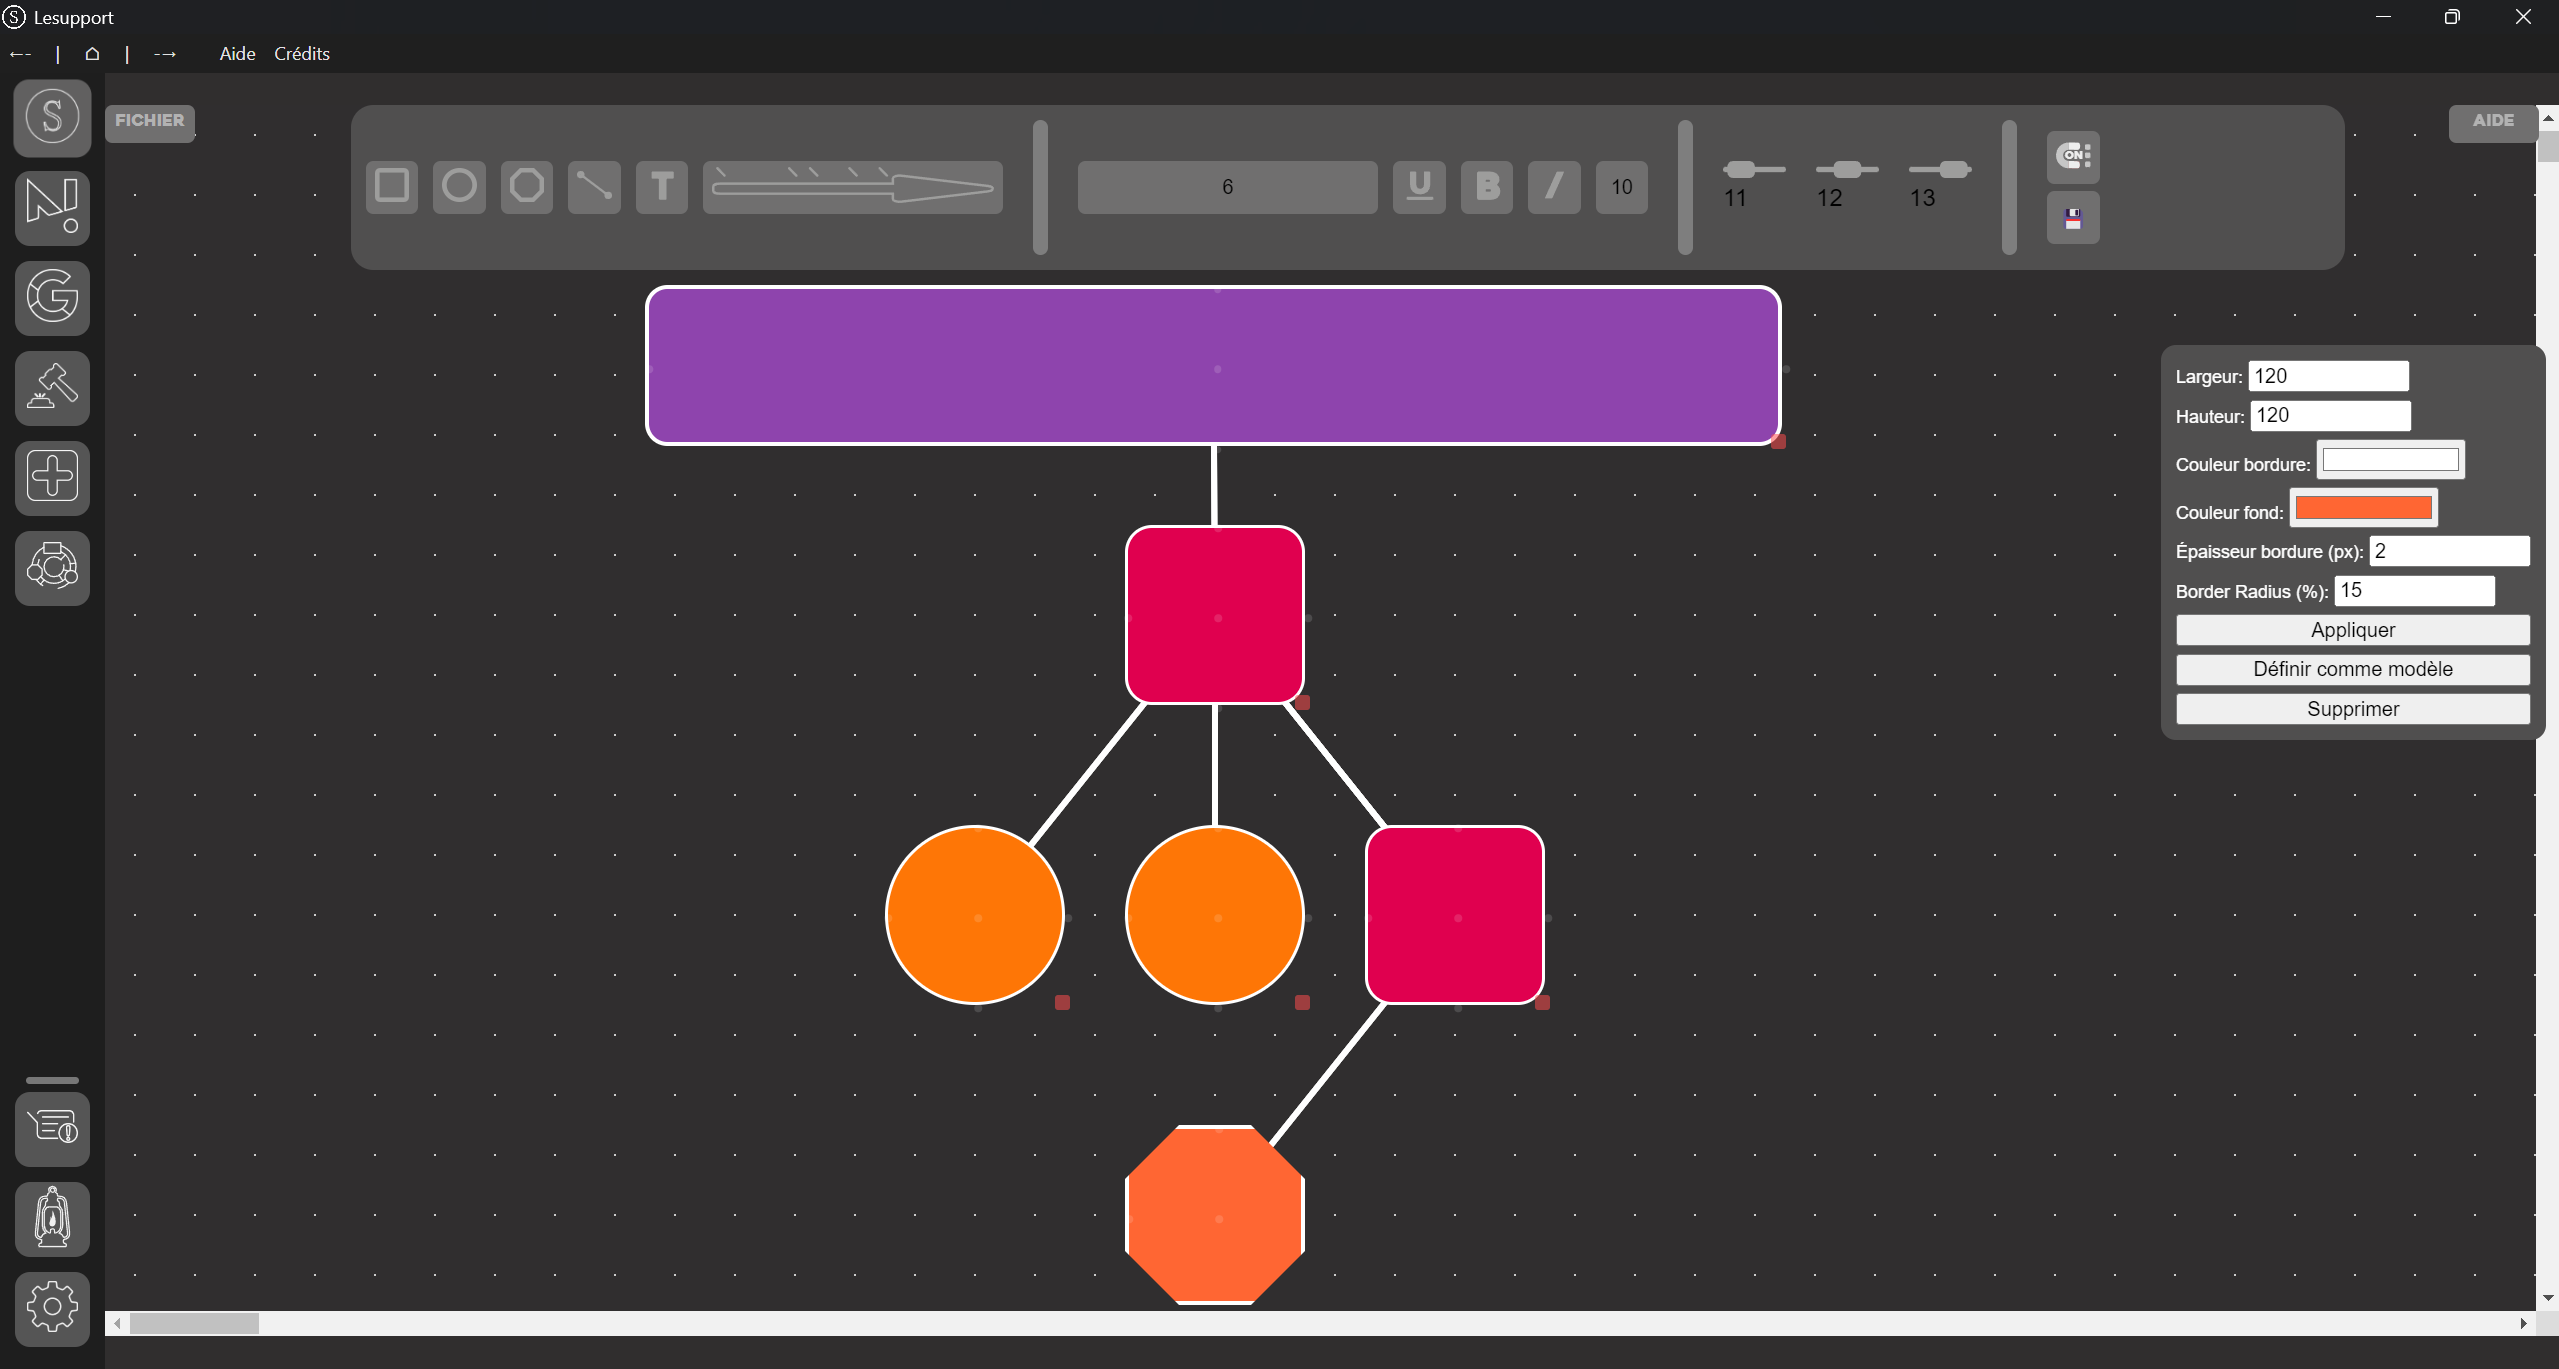 Lesupport
Aide Crédits
FICHIER
AIDE
T
6
U
B
I
10
11
12
13
ON
Largeur: 120
Hauteur: 120
Couleur bordure:
Couleur fond:
Épaisseur bordure (px): 2
Border Radius (%): 15
Appliquer
Définir comme modèle
Supprimer
S
N!
G